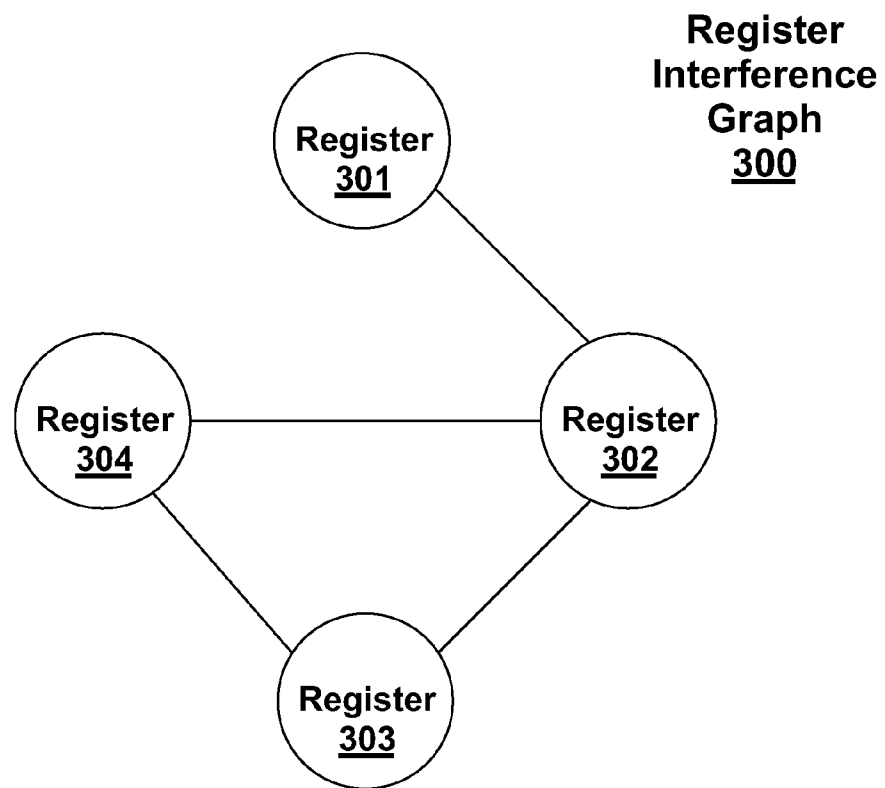 Register
Interference
Graph
300
Register
301
Register
304
Register
302
Register
303